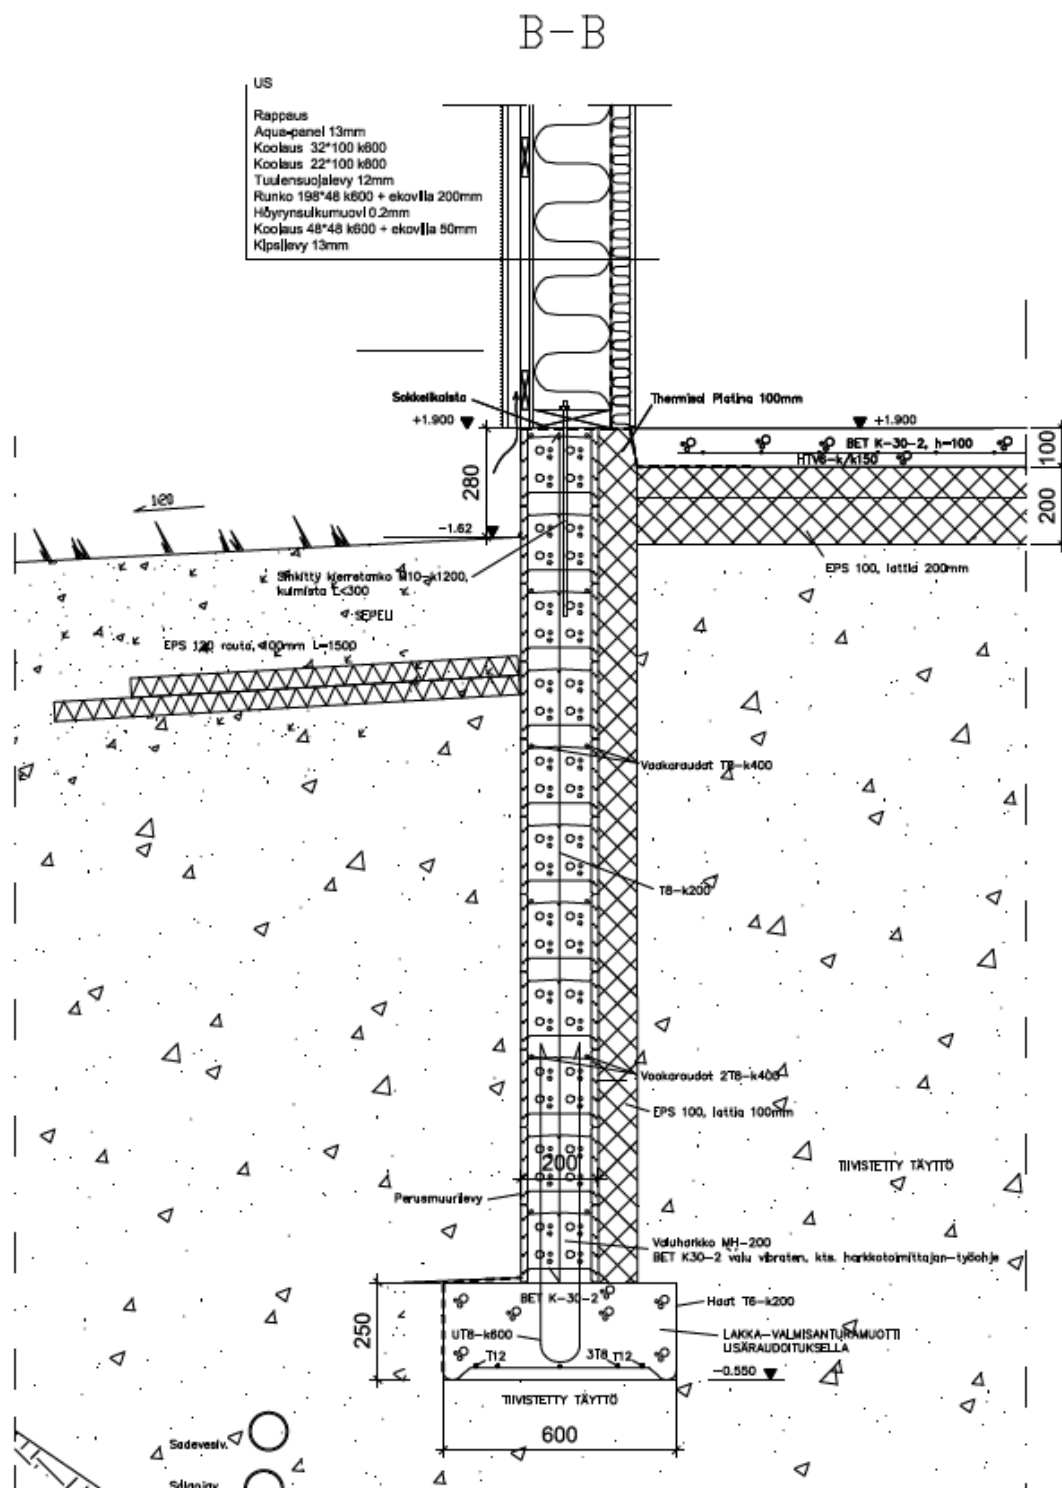 B-B
US
Rappaus
Aqua-panel 13mm
Koolaus 32*100 k600
Koolaus 22*100 k600
Tuulensuojalevy 12mm
Runko 198*48 k600 + ekovilla 200mm
Höyrynsulkumuovi 0.2mm
Koolaus 48*48 k600 + ekovilla 50mm
Kipsilevy 13mm
Sokkelikaista
Thermisol Platina 100mm
+1.900
+1.900
BET K-30-2, h=100
HTV6-k/k150
100
280
200
1:20
-1.62
EPS 100, lattia 200mm
Sinkitty kierretanko M10-k1200,
kulmista L<300
SEPELI
EPS 120 routa, 100mm L=1500
Vaakaraudat T8-k400
T8-k200
Vaakaraudat 2T8-k400
EPS 100, lattia 100mm
200
TIIVISTETTY TÄYTTÖ
Perusmuurilevy
Valuharkko MH-200
BET K30-2 valu vibraten, kts. harkkotoimittajan-työohje
BET K-30-2
Haat T6-k200
250
UT8-k600
LAKKA-VALMISANTURAMUOTTI
LISÄRAUDOITUKSELLA
T12
3T8
T12
-0.550
TIIVISTETTY TÄYTTÖ
600
Sadevesiv.